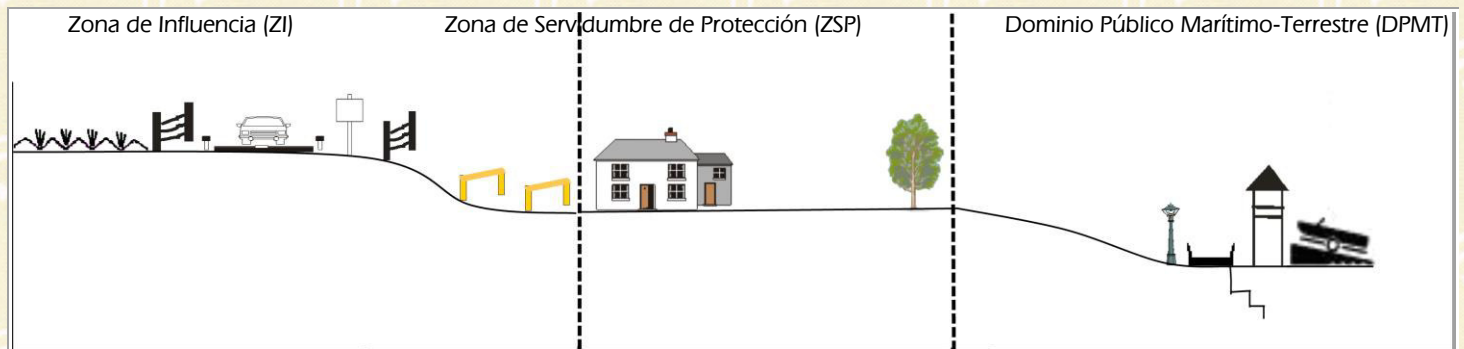 Zona de Influencia (ZI) Zona de Servidumbre de Protección (ZSP) Dominio Público Marítimo-Terrestre (DPMT)